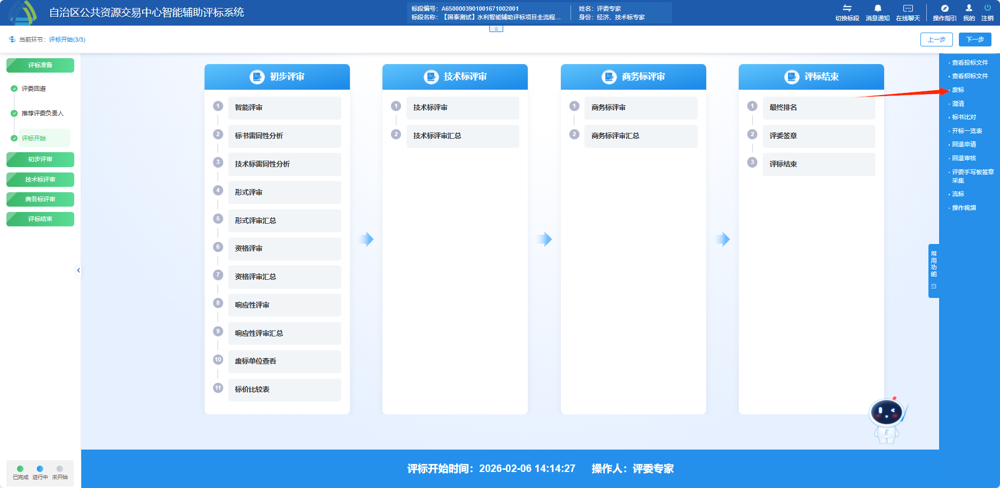 自治区公共资源交易中心智能辅助评标系统
标段编号：A6500003901001671002001
标段名称：【国泰测试】水利智能辅助评标项目全流程...
姓名：评委专家
身份：经济、技术标专家
切换标段
消息通知
在线聊天
操作指引
我的
注销
当前环节：评标开始(3/3)
上一步
下一步
评标准备
评委回避
推荐评委负责人
评标开始
初步评审
技术标评审
商务标评审
评标结束
已完成
进行中
未开始
初步评审
1 智能评审
2 标书雷同性分析
3 技术标雷同性分析
4 形式评审
5 形式评审汇总
6 资格评审
7 资格评审汇总
8 响应性评审
9 响应性评审汇总
10 废标单位查看
11 标价比较表
技术标评审
1 技术标评审
2 技术标评审汇总
商务标评审
1 商务标评审
2 商务标评审汇总
评标结束
1 最终排名
2 评委签章
3 评标结束
· 查看投标文件
· 查看招标文件
· 废标
· 澄清
· 标书比对
· 开标一览表
· 回退申请
· 回退审核
· 评委手写板签章
采集
· 流标
· 操作视频
常用功能
E
评标开始时间：2026-02-06 14:14:27 操作人：评委专家